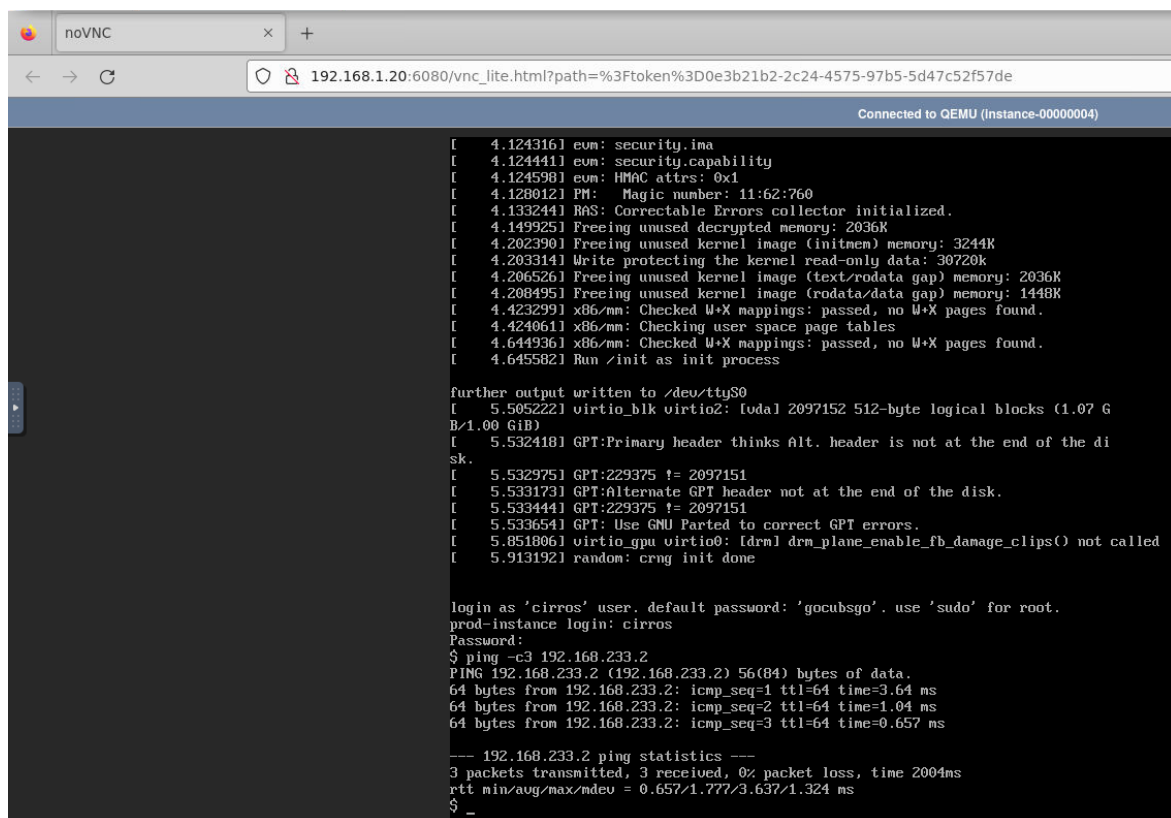 noVNC
192.168.1.20:6080/vnc_lite.html?path=%3Ftoken%3D0e3b21b2-2c24-4575-97b5-5d47c52f57de
Connected to QEMU (Instance-00000004)
[    4.124316] evm: security.ima
[    4.124441] evm: security.capability
[    4.124598] evm: HMAC attrs: 0x1
[    4.128012] PM:   Magic number: 11:62:760
[    4.133244] RAS: Correctable Errors collector initialized.
[    4.149925] Freeing unused decrypted memory: 2036K
[    4.202390] Freeing unused kernel image (initmem) memory: 3244K
[    4.203314] Write protecting the kernel read-only data: 30720k
[    4.206526] Freeing unused kernel image (text/rodata gap) memory: 2036K
[    4.208495] Freeing unused kernel image (rodata/data gap) memory: 1448K
[    4.423299] x86/mm: Checked W+X mappings: passed, no W+X pages found.
[    4.424061] x86/mm: Checking user space page tables
[    4.644936] x86/mm: Checked W+X mappings: passed, no W+X pages found.
[    4.645582] Run /init as init process
further output written to /dev/ttyS0
[    5.505222] virtio_blk virtio2: [vda] 2097152 512-byte logical blocks (1.07 G
B/1.00 GiB)
[    5.532418] GPT:Primary header thinks Alt. header is not at the end of the di
sk.
[    5.532975] GPT:229375 != 2097151
[    5.533173] GPT:Alternate GPT header not at the end of the disk.
[    5.533444] GPT:229375 != 2097151
[    5.533654] GPT: Use GNU Parted to correct GPT errors.
[    5.851806] virtio_gpu virtio0: [drm] drm_plane_enable_fb_damage_clips() not called
[    5.913192] random: crng init done
login as 'cirros' user. default password: 'gocubsgo'. use 'sudo' for root.
prod-instance login: cirros
Password:
$ ping -c3 192.168.233.2
PING 192.168.233.2 (192.168.233.2) 56(84) bytes of data.
64 bytes from 192.168.233.2: icmp_seq=1 ttl=64 time=3.64 ms
64 bytes from 192.168.233.2: icmp_seq=2 ttl=64 time=1.04 ms
64 bytes from 192.168.233.2: icmp_seq=3 ttl=64 time=0.657 ms
--- 192.168.233.2 ping statistics ---
3 packets transmitted, 3 received, 0% packet loss, time 2004ms
rtt min/avg/max/mdev = 0.657/1.777/3.637/1.324 ms
$ _